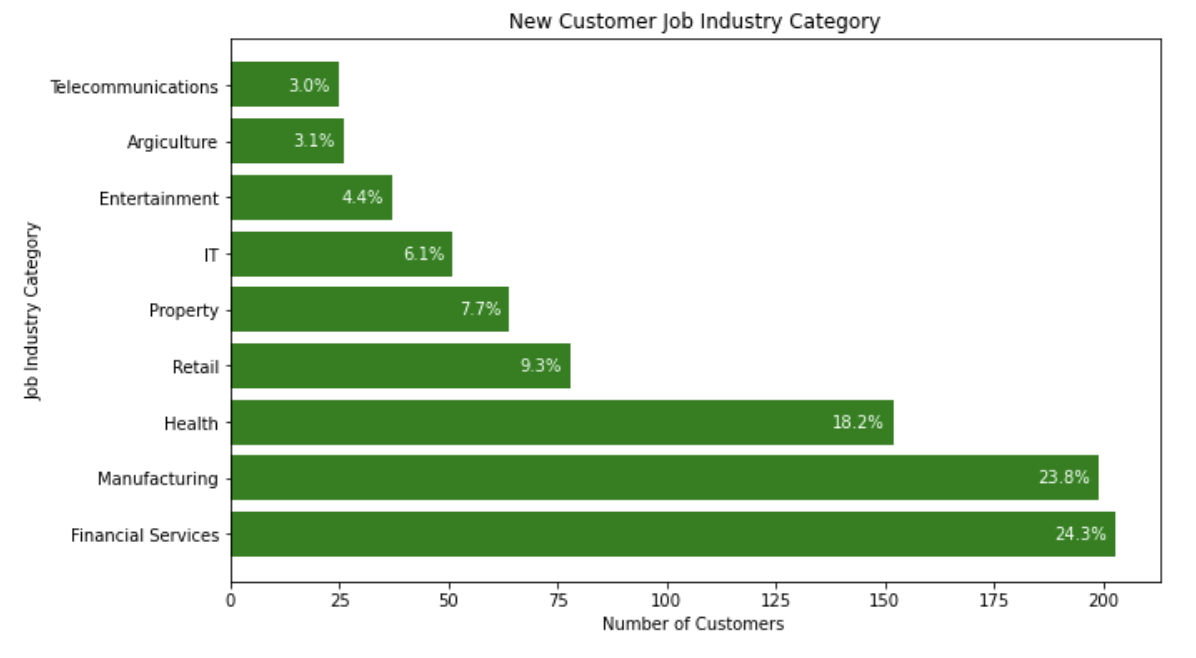 New Customer Job Industry Category
Job Industry Category
Telecommunications 3.0%
Argiculture 3.1%
Entertainment 4.4%
IT 6.1%
Property 7.7%
Retail 9.3%
Health 18.2%
Manufacturing 23.8%
Financial Services 24.3%
0 25 50 75 100 125 150 175 200
Number of Customers